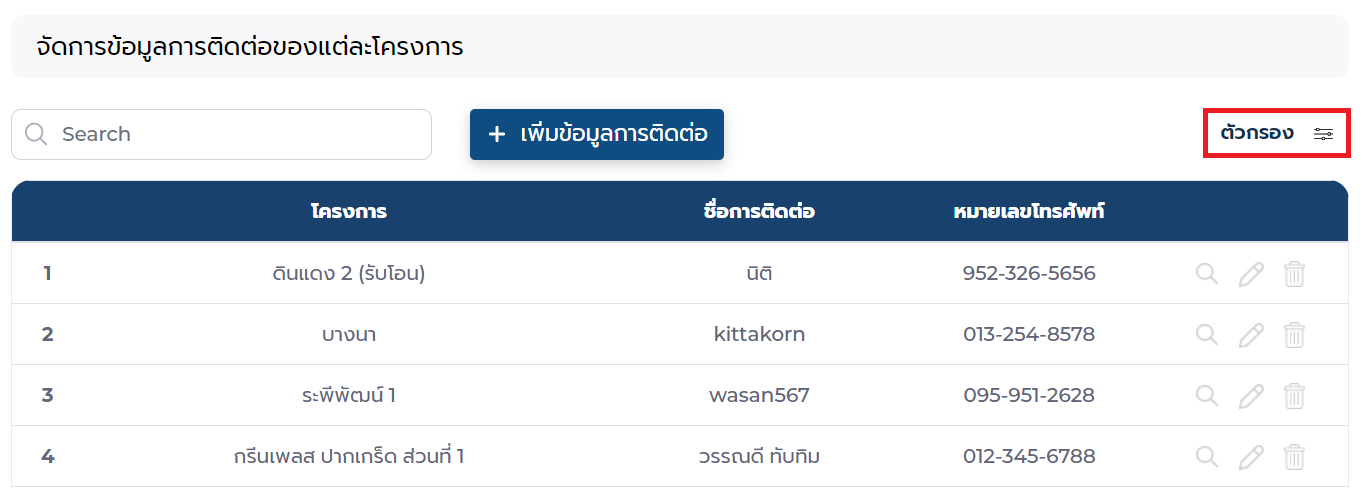 จัดการข้อมูลการติดต่อของแต่ละโครงการ
Search + เพิ่มข้อมูลการติดต่อ ตัวกรอง
โครงการ ชื่อการติดต่อ หมายเลขโทรศัพท์
1 ดินแดง 2 (รับโอน) นิติ 952-326-5656
2 บางนา kittakorn 013-254-8578
3 ระพีพัฒน์ 1 wasan567 095-951-2628
4 กรีนเพลส ปากเกร็ด ส่วนที่ 1 วรรณดี ทับทิม 012-345-6788